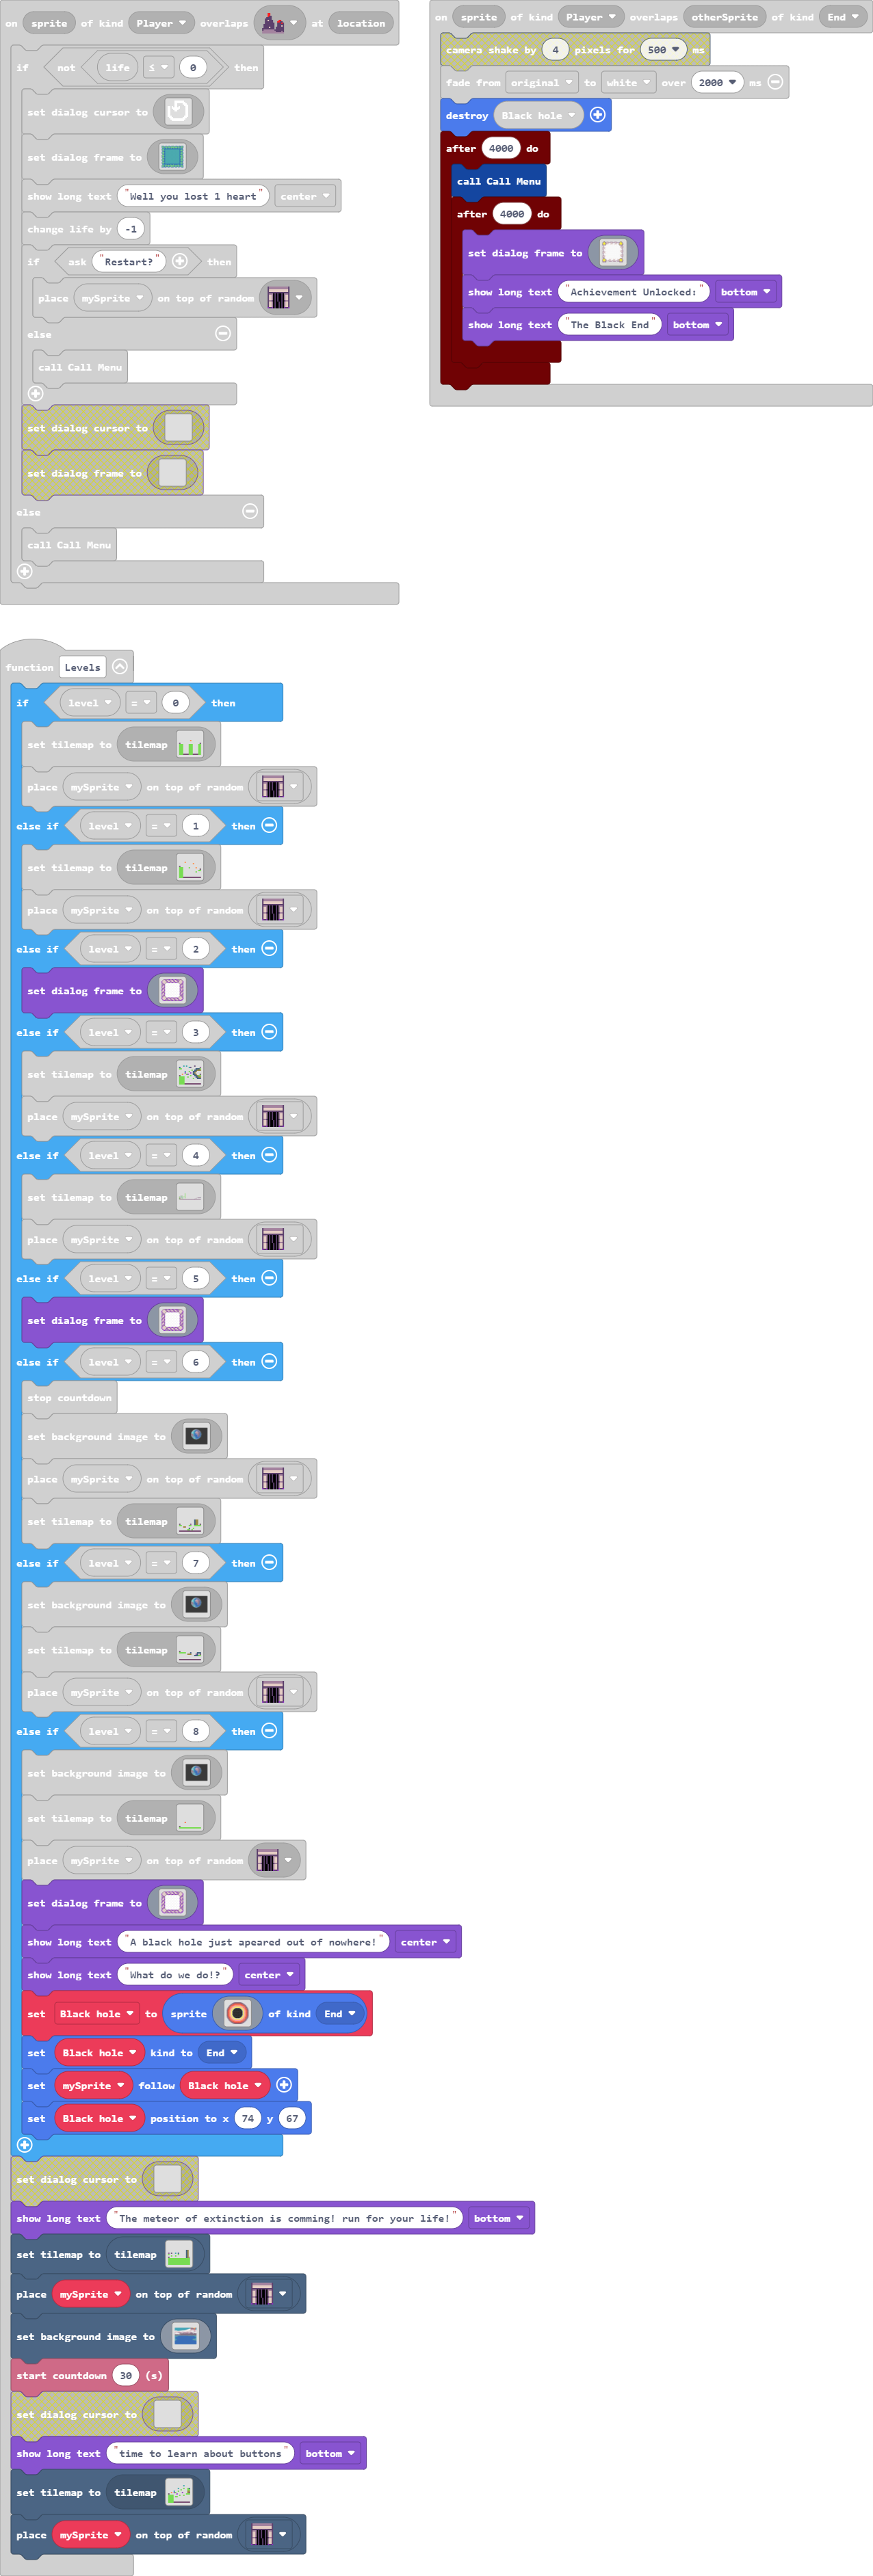 on sprite of kind Player overlaps at location
if not life i 0 then
set dialog cursor to
set dialog frame to
show long text "Well you lost 1 heart" center
change life by -1
if ask "Restart?" then
place mySprite on top of random
else
call Call Menu
set dialog cursor to
set dialog frame to
else
call Call Menu
on sprite of kind Player overlaps otherSprite of kind End
camera shake by 4 pixels for 500 ms
fade from original to white over 2000 ms
destroy Black hole
after 4000 do
call Call Menu
after 4000 do
set dialog frame to
show long text "Achievement Unlocked:" bottom
show long text "The Black End" bottom
function Levels
if level = 0 then
set tilemap to tilemap
place mySprite on top of random
else if level = 1 then
set tilemap to tilemap
place mySprite on top of random
else if level = 2 then
set dialog frame to
else if level = 3 then
set tilemap to tilemap
place mySprite on top of random
else if level = 4 then
set tilemap to tilemap
place mySprite on top of random
else if level = 5 then
set dialog frame to
else if level = 6 then
stop countdown
set background image to
place mySprite on top of random
set tilemap to tilemap
else if level = 7 then
set background image to
set tilemap to tilemap
place mySprite on top of random
else if level = 8 then
set background image to
set tilemap to tilemap
place mySprite on top of random
set dialog frame to
show long text "A black hole just apeared out of nowhere!" center
show long text "What do we do!?" center
set Black hole to sprite of kind End
set Black hole kind to End
set mySprite follow Black hole
set Black hole position to x 74 y 67
set dialog cursor to
show long text "The meteor of extinction is comming! run for your life!" bottom
set tilemap to tilemap
place mySprite on top of random
set background image to
start countdown 30 (s)
set dialog cursor to
show long text "time to learn about buttons" bottom
set tilemap to tilemap
place mySprite on top of random